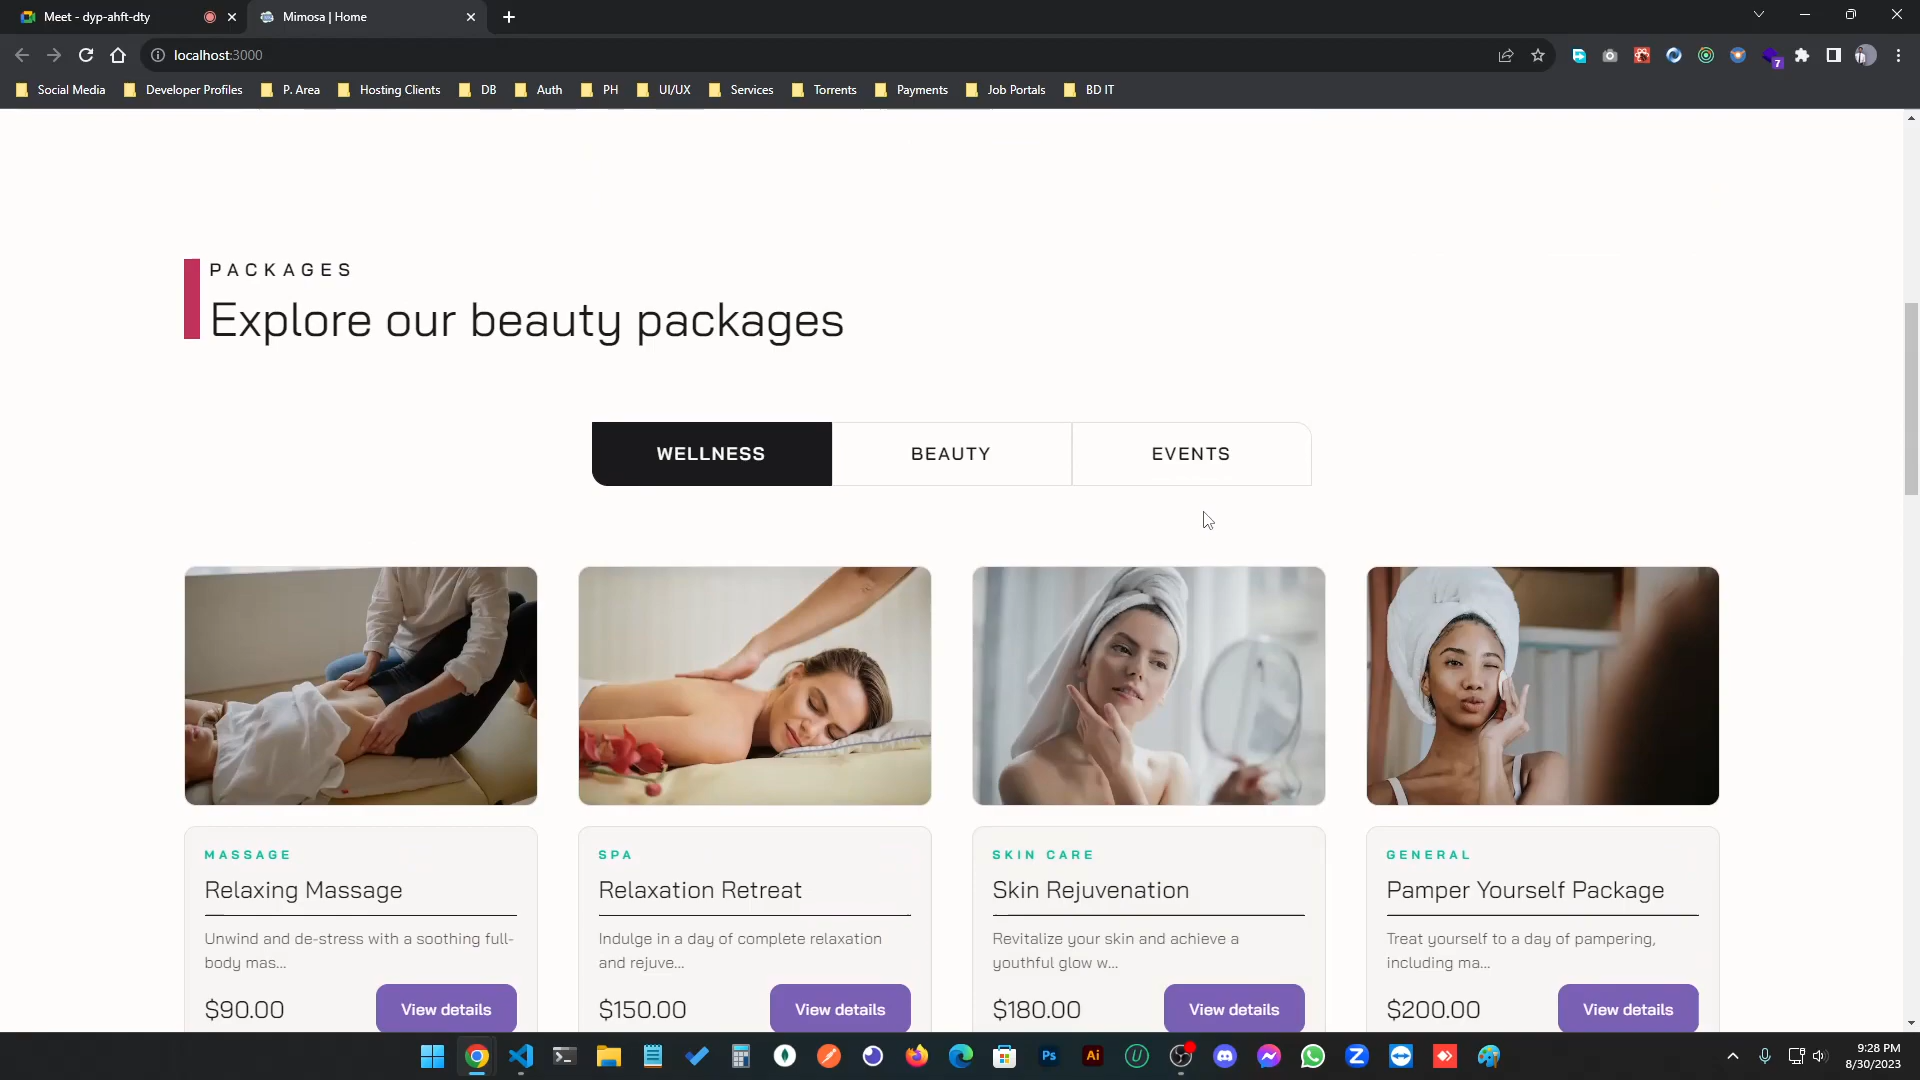 Meet - dyp-ahft-dty
Mimosa | Home
localhost:3000
7
Social Media
Developer Profiles
P. Area
Hosting Clients
DB
Auth
PH
UI/UX
Services
Torrents
Payments
Job Portals
BD IT
PACKAGES
Explore our beauty packages
WELLNESS
BEAUTY
EVENTS
MASSAGE
Relaxing Massage
Unwind and de-stress with a soothing full-
body mas...
$90.00
View details
SPA
Relaxation Retreat
Indulge in a day of complete relaxation
and rejuve...
$150.00
View details
SKIN CARE
Skin Rejuvenation
Revitalize your skin and achieve a
youthful glow w...
$180.00
View details
GENERAL
Pamper Yourself Package
Treat yourself to a day of pampering,
including ma...
$200.00
View details
Ps
Ai
9:28 PM
8/30/2023